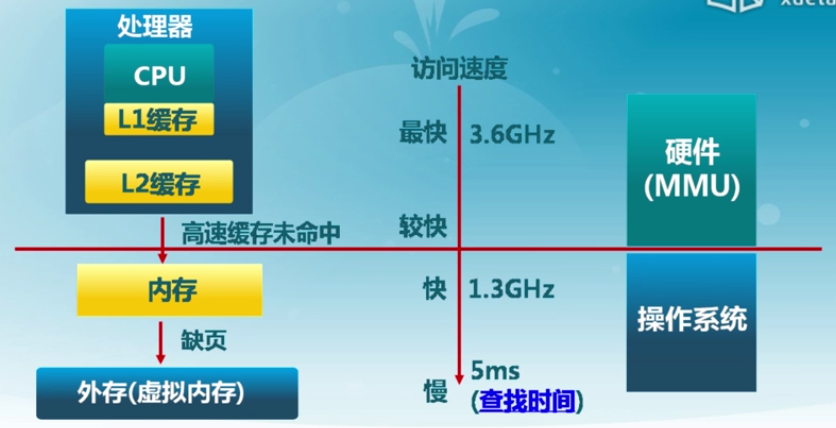 处理器
CPU
L1缓存
L2缓存
高速缓存未命中
内存
缺页
外存(虚拟内存)
访问速度
最快 3.6GHz
较快
快 1.3GHz
慢 5ms
(查找时间)
硬件
(MMU)
操作系统